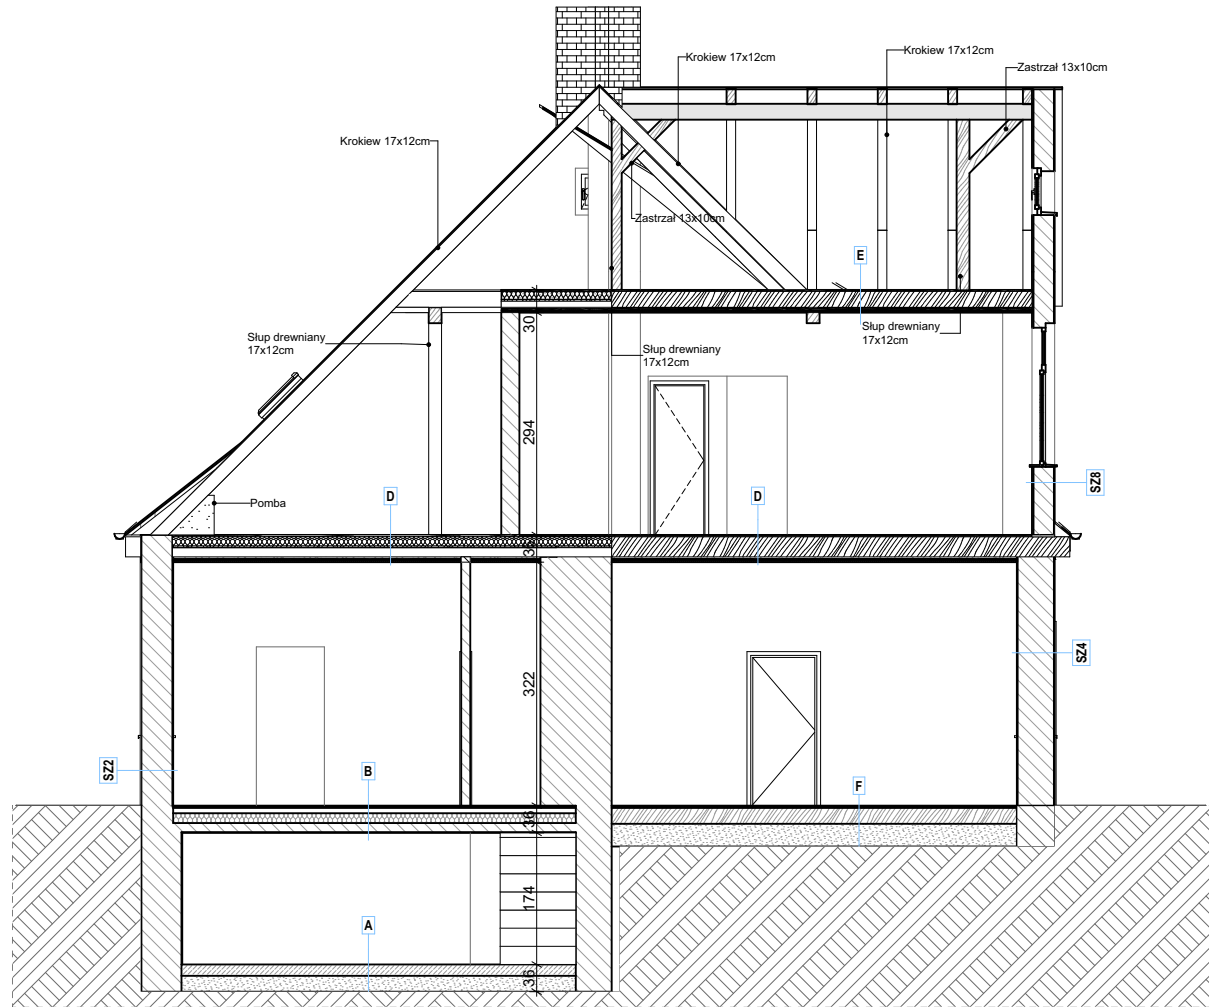 Krokiew 17x12cm
Krokiew 17x12cm
Zastrzał 13x10cm
Krokiew 17x12cm
Zastrzał 13x10cm
E
30
Słup drewniany
17x12cm
Słup drewniany
17x12cm
Słup drewniany
17x12cm
294
SZ8
D
D
Pomba
SZ4
322
SZ2
B
F
36
174
A
36